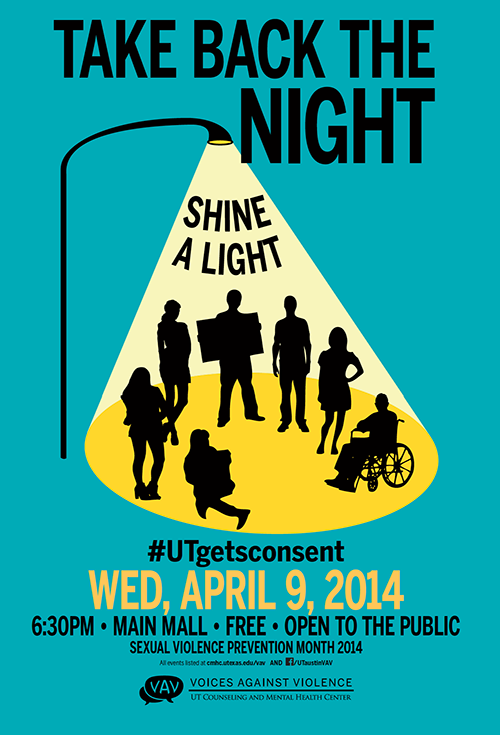 TAKE BACK THE
NIGHT
SHINE
A LIGHT
#UTgetsconsent
WED, APRIL 9, 2014
6:30PM • MAIN MALL • FREE • OPEN TO THE PUBLIC
SEXUAL VIOLENCE PREVENTION MONTH 2014
All events listed at cmhc.utexas.edu/vav AND f/UTaustinVAV
VAV VOICES AGAINST VIOLENCE
UT COUNSELING AND MENTAL HEALTH CENTER